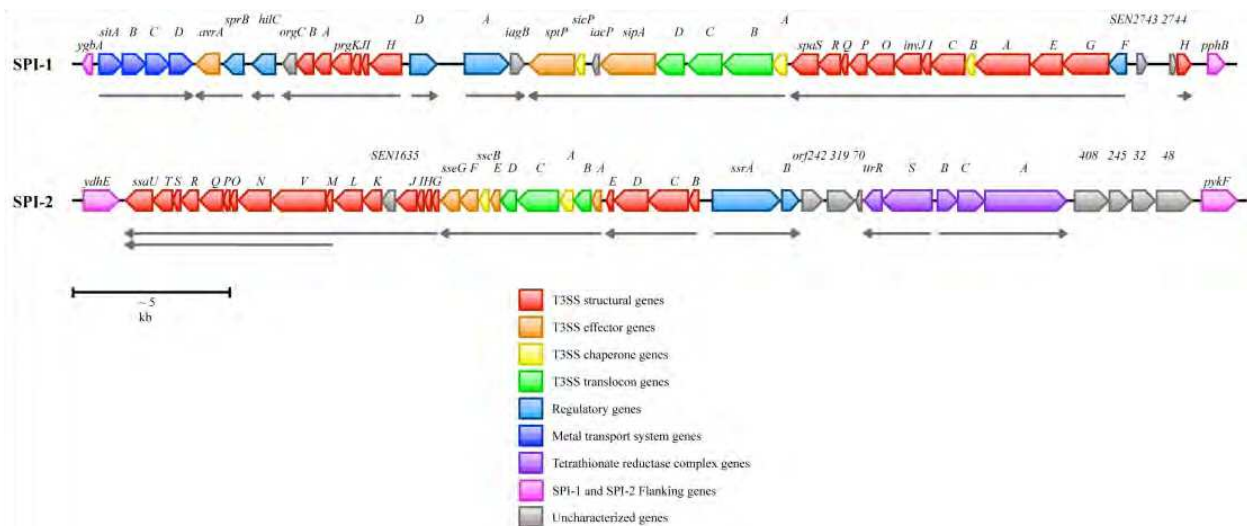 sprB hilC D A sicP A SEN2743 2744
sitA B C D avrA orgC B A iagB sptP iacP sipA D C B spaS R Q P O invJ I C B A E G F H pphB
ygbA prgKJI H
SPI-1
SEN1635 sscB A orf242 319 70 408 245 32 48
ydhE ssaU T S R Q P O N V M L K J I H G sseG F E D C B A E D C B ssrA B ttrR S B C A pykF
SPI-2
~ 5
kb
T3SS structural genes
T3SS effector genes
T3SS chaperone genes
T3SS translocon genes
Regulatory genes
Metal transport system genes
Tetrathionate reductase complex genes
SPI-1 and SPI-2 Flanking genes
Uncharacterized genes